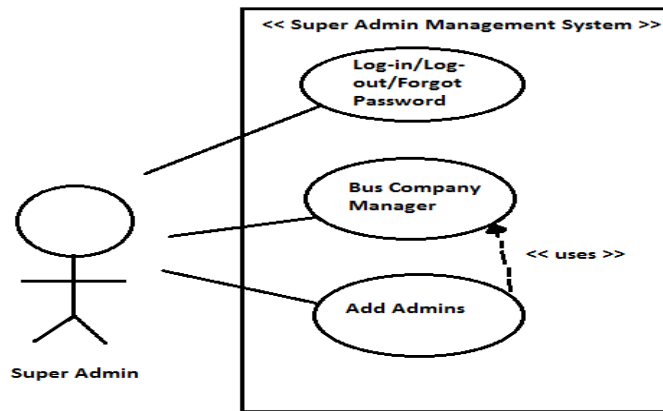 << Super Admin Management System >>
Log-in/Log-
out/Forgot
Password
Bus Company
Manager
<< uses >>
Add Admins
Super Admin